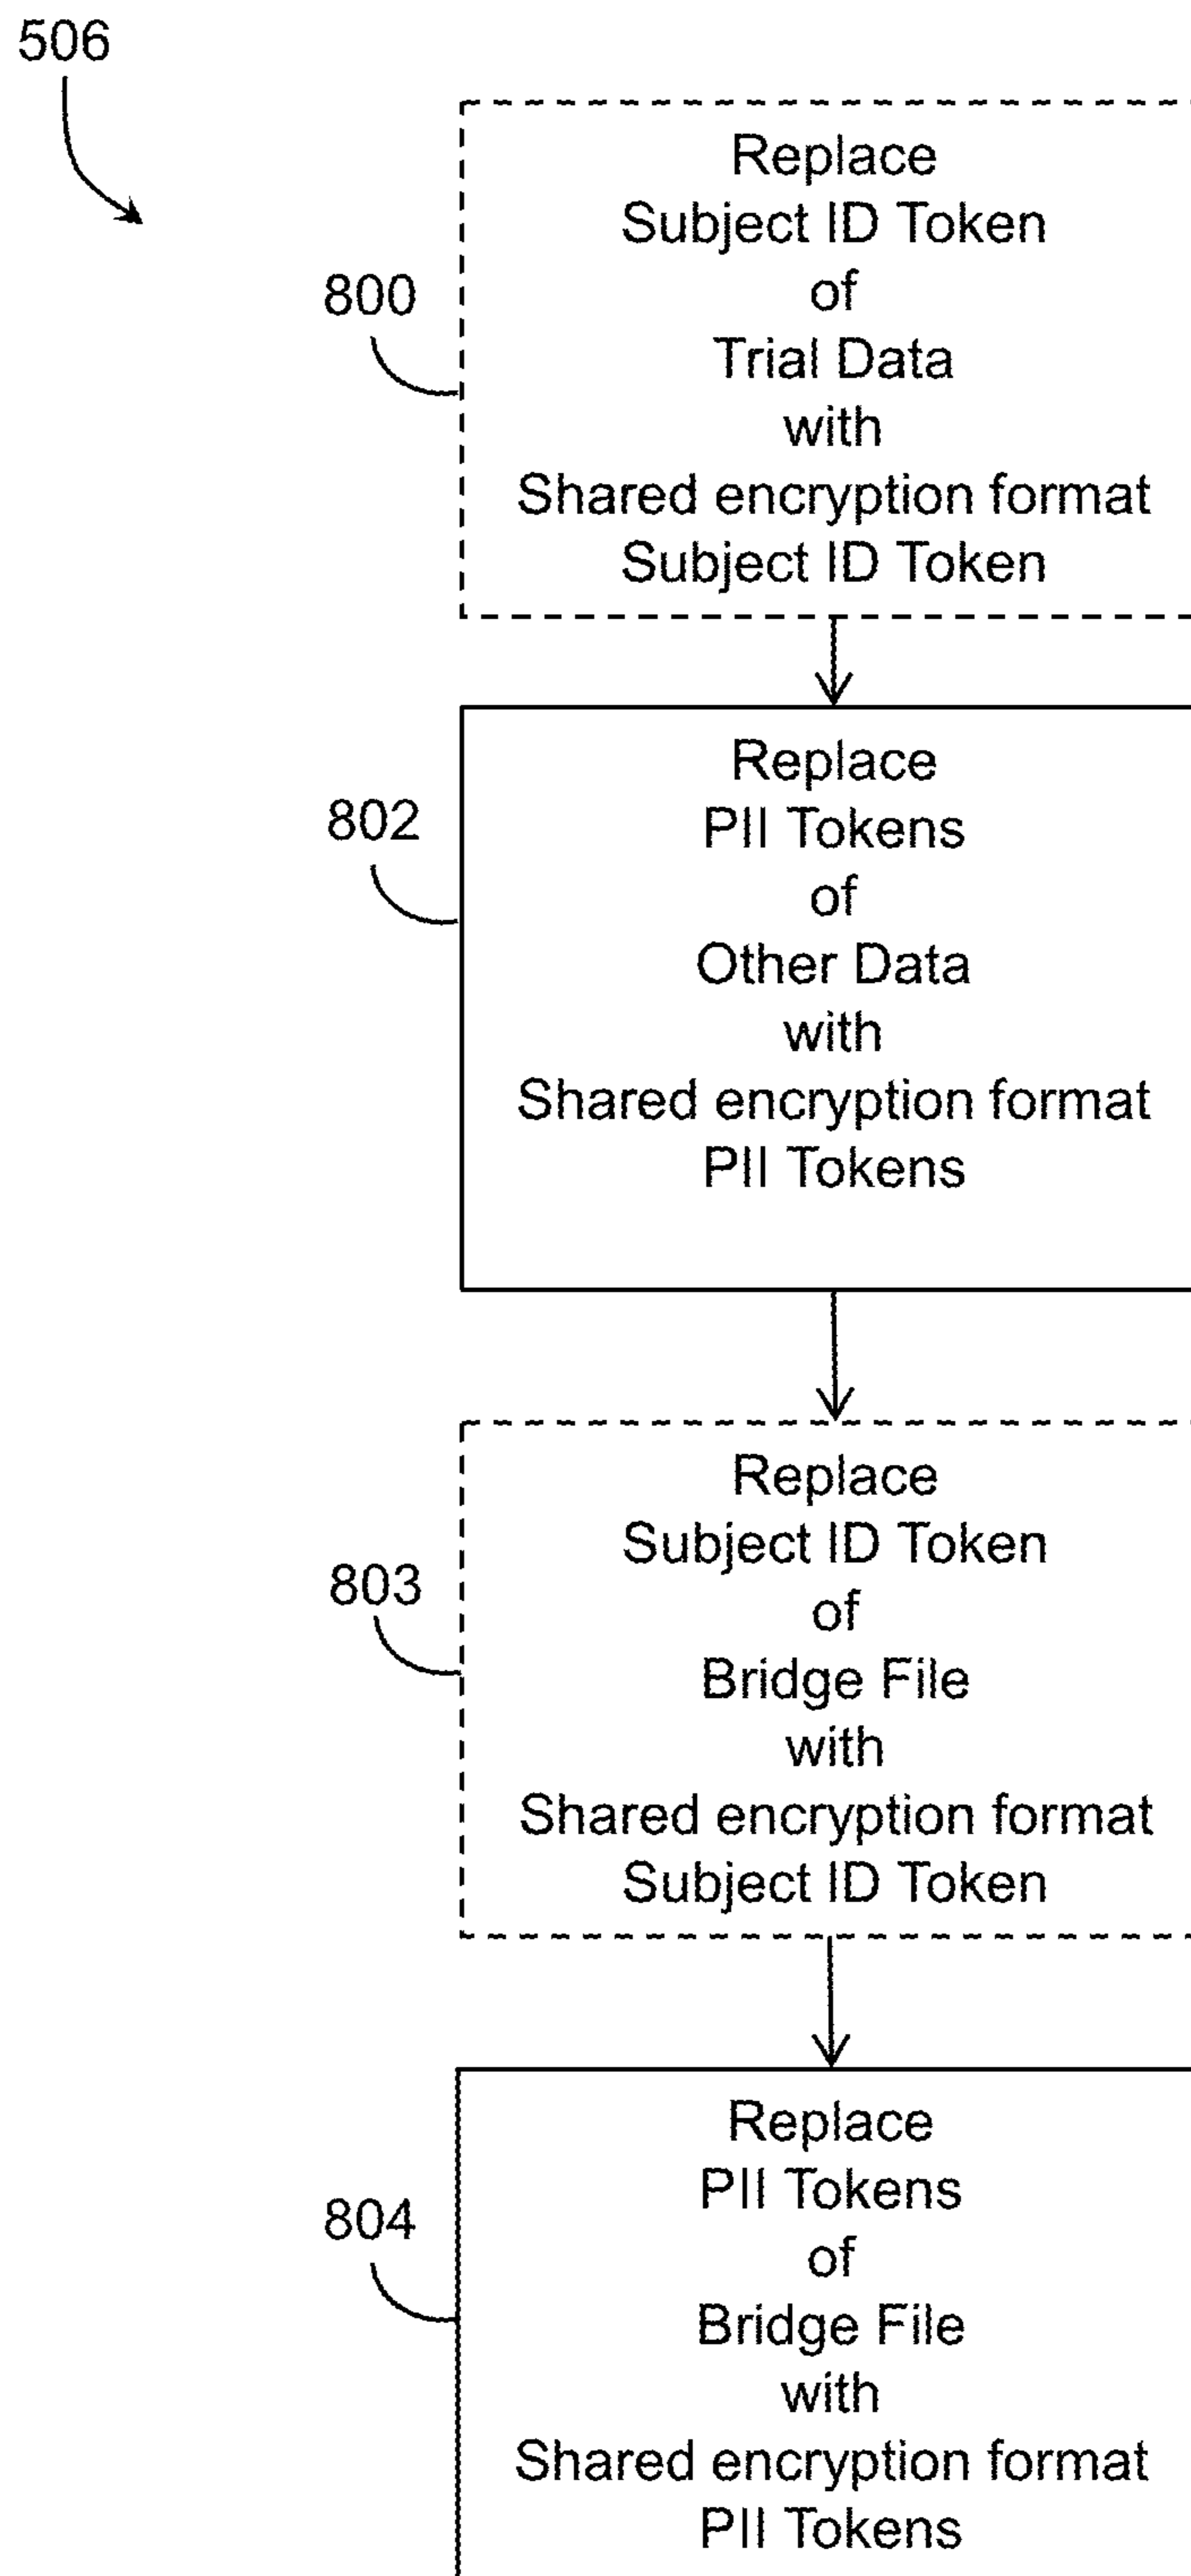 506
800
Replace
Subject ID Token
of
Trial Data
with
Shared encryption format
Subject ID Token
802
Replace
PII Tokens
of
Other Data
with
Shared encryption format
PII Tokens
803
Replace
Subject ID Token
of
Bridge File
with
Shared encryption format
Subject ID Token
804
Replace
PII Tokens
of
Bridge File
with
Shared encryption format
PII Tokens